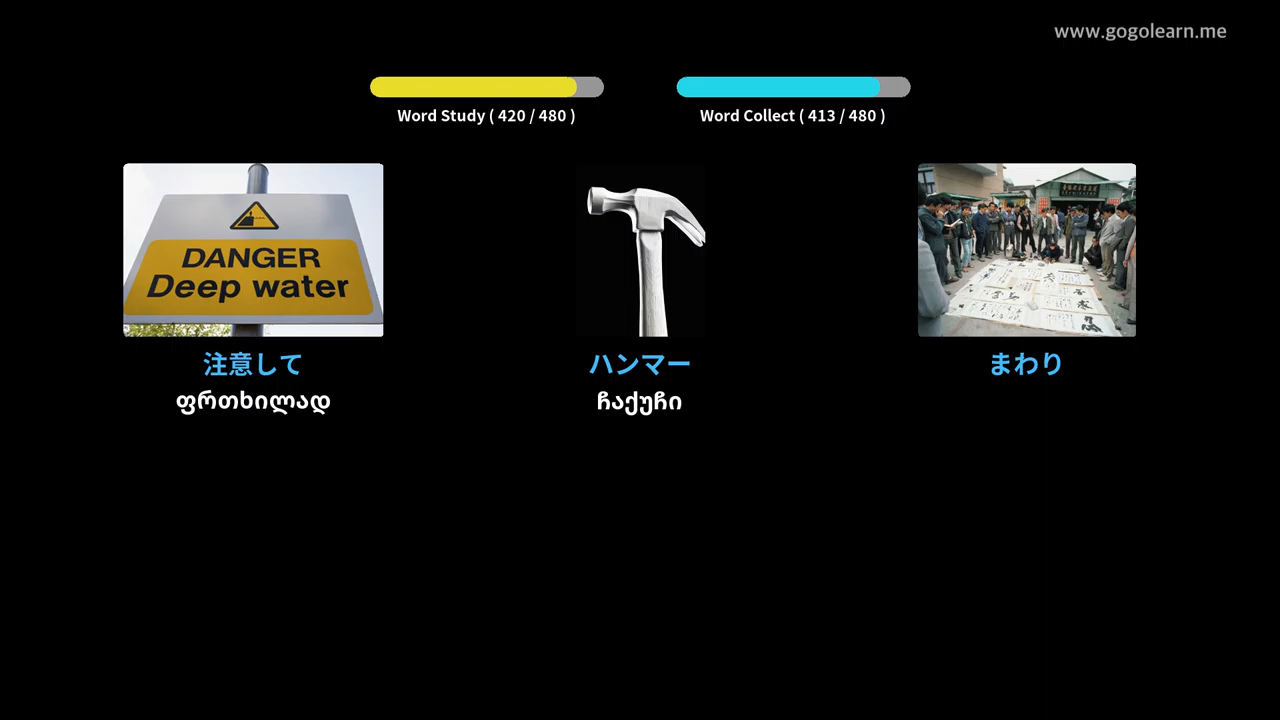 www.gogolearn.me
Word Study ( 420 / 480 )
Word Collect ( 413 / 480 )
DANGER
Deep water
注意して
ハンマー
まわり
ფრთხილად
ჩაქუჩი